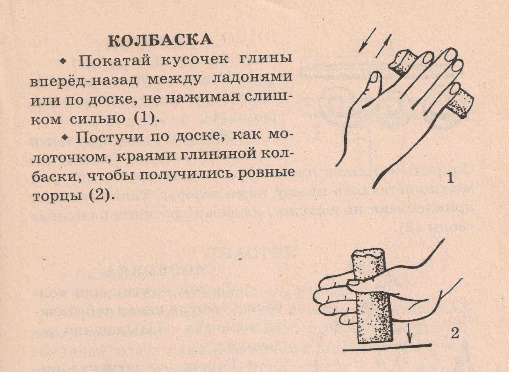 КОЛБАСКА
• Покатай кусочек глины
вперёд-назад между ладонями
или по доске, не нажимая слиш-
ком сильно (1).
• Постучи по доске, как мо-
лоточком, краями глиняной кол-
баски, чтобы получились ровные
торцы (2).
1
2